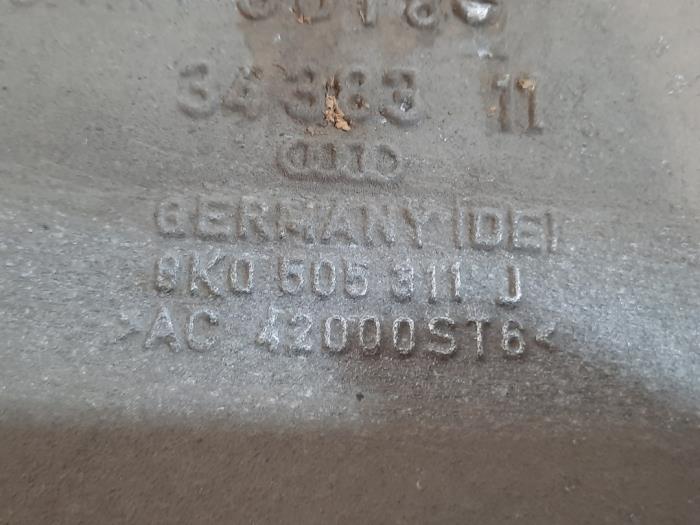 34383 11
GERMANY (DE)
8K0 505 311 J
>AC 42000ST6<